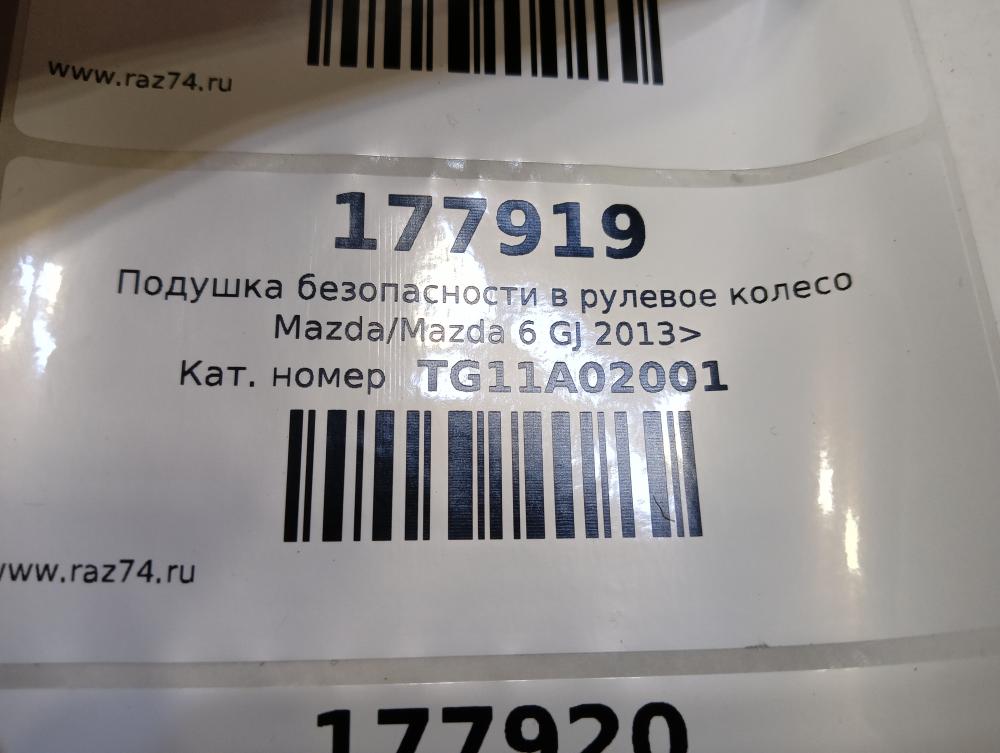 www.raz74.ru
177919
Подушка безопасности в рулевое колесо
Mazda/Mazda 6 GJ 2013>
Кат. номер TG11A02001
www.raz74.ru
177920